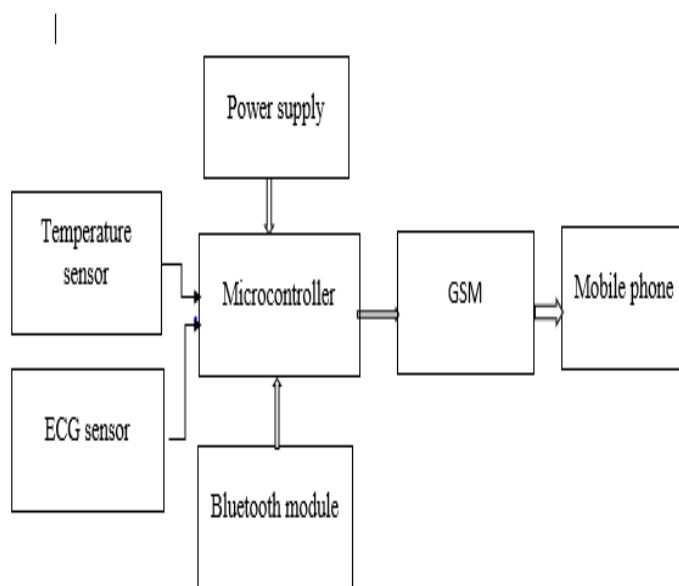 Power supply
Temperature
sensor
Microcontroller
GSM
Mobile phone
ECG sensor
Bluetooth module